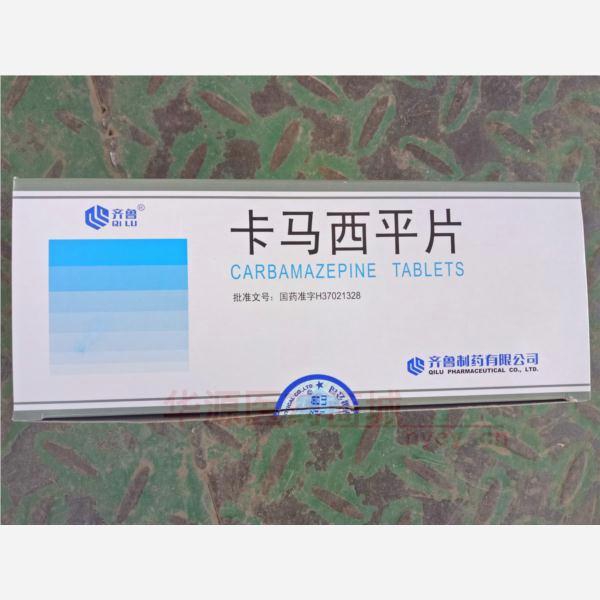 齐鲁®
QI LU
卡马西平片
CARBAMAZEPINE TABLETS
批准文号：国药准字H37021328
齐鲁制药有限公司
QILU PHARMACEUTICAL CO., LTD.